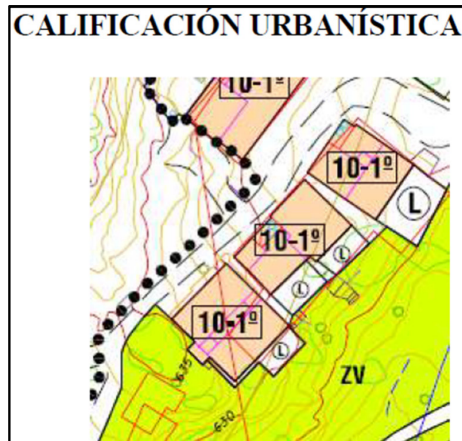 CALIFICACIÓN URBANÍSTICA
10-1º
10-1º
L
10-1º
L
L
10-1º
L
ZV
635
630